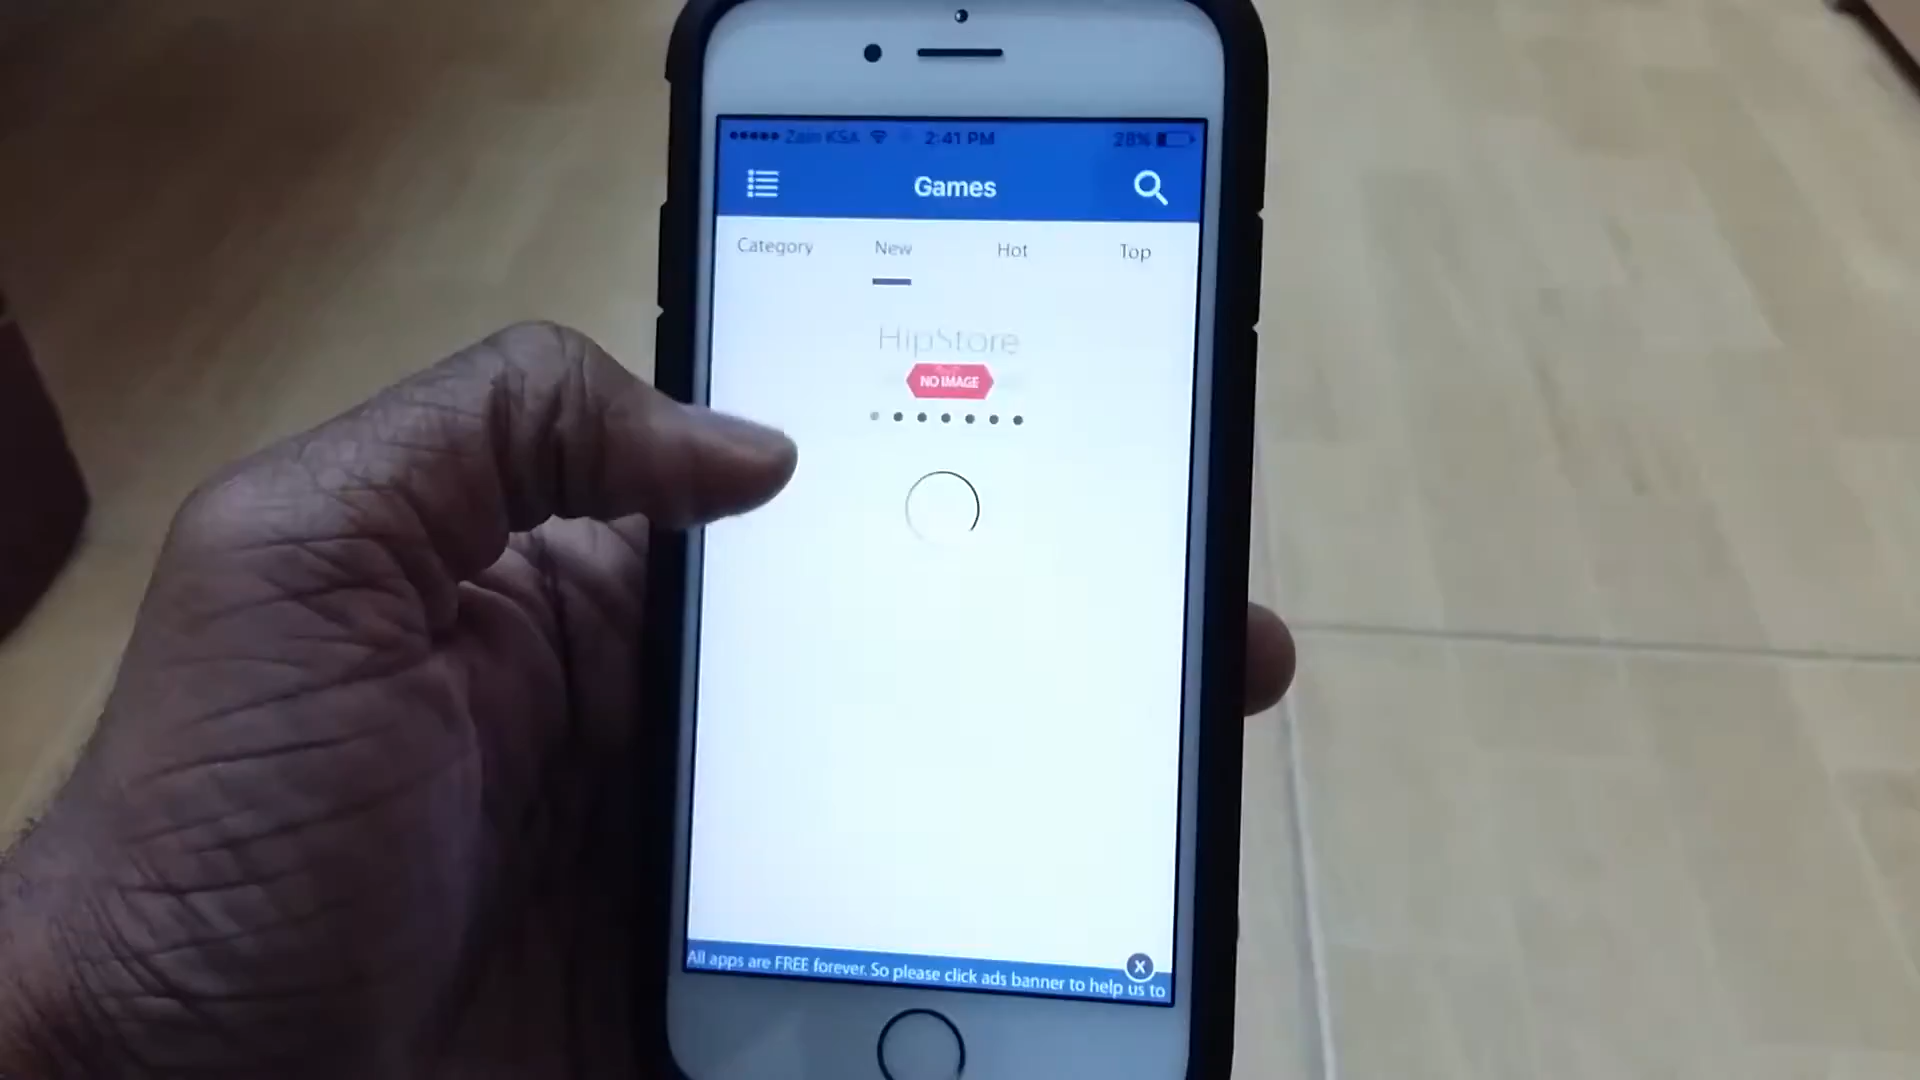 Zain KSA 2:41 PM 28%
Games
Category New Hot Top
HipStore
NO IMAGE
All apps are FREE forever. So please click ads banner to help us to
X